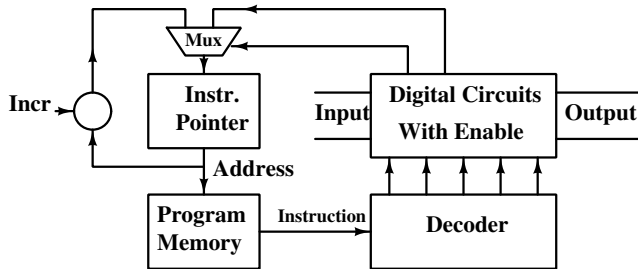 Mux
Incr
Instr.
Pointer
Input
Digital Circuits
With Enable
Output
Address
Program
Memory
Instruction
Decoder